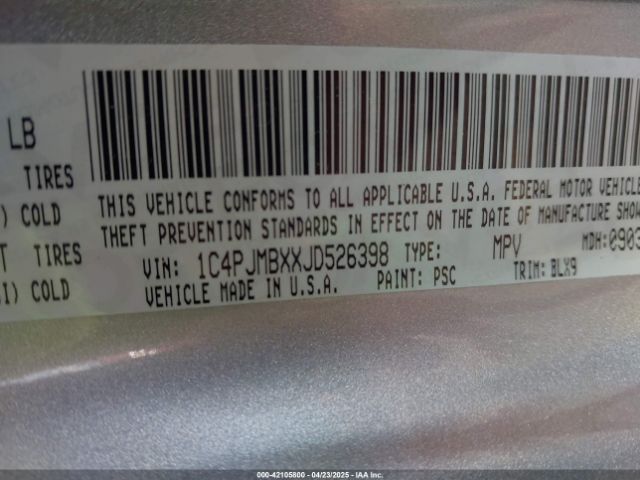 LB
TIRES
) COLD
T TIRES
SI) COLD
THIS VEHICLE CONFORMS TO ALL APPLICABLE U.S.A. FEDERAL MOTOR VEHICLE
THEFT PREVENTION STANDARDS IN EFFECT ON THE DATE OF MANUFACTURE SHOW
VIN: 1C4PJMBXXJD526398 TYPE: MPV MDH:0903
VEHICLE MADE IN U.S.A. PAINT: PSC TRIM: BLX9
000-42105800 - 04/23/2025 - IAA Inc.